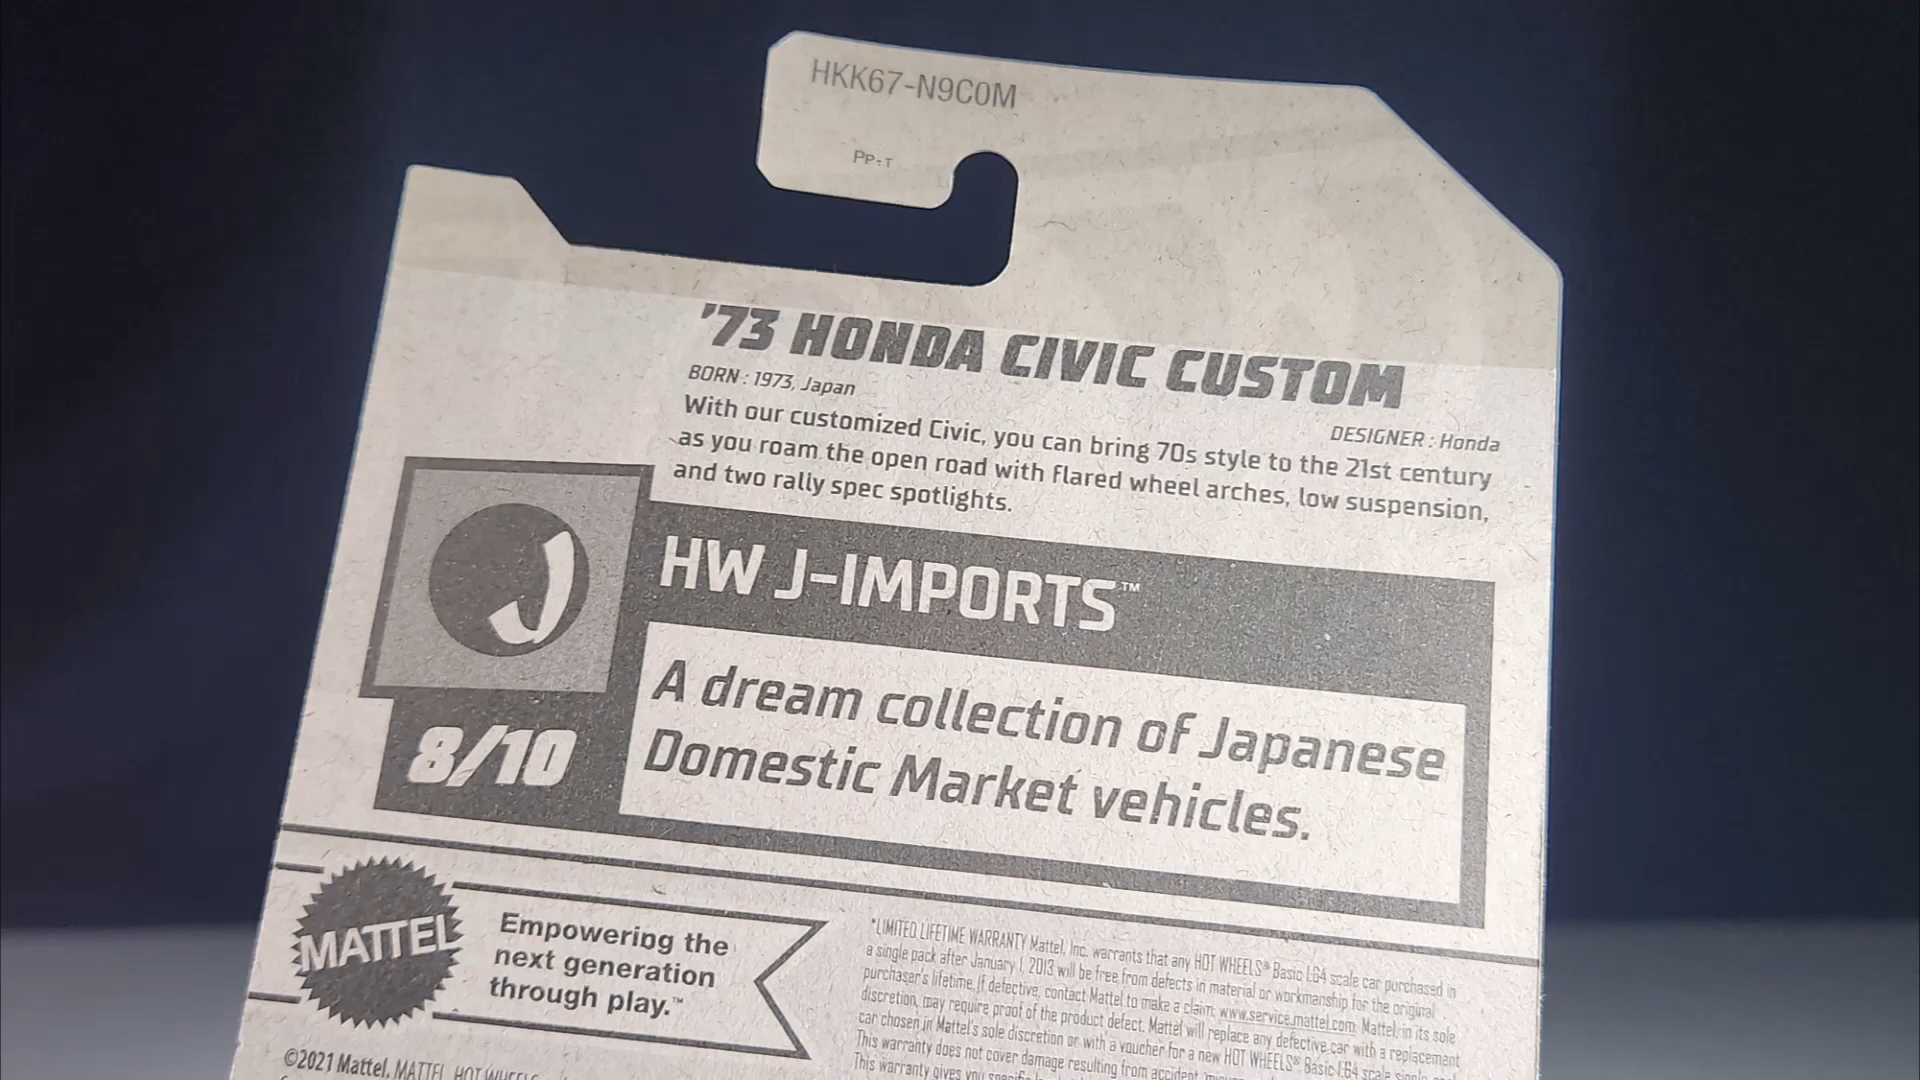 HKK67-N9C0M
PP-T
'73 HONDA CIVIC CUSTOM
BORN : 1973, Japan
DESIGNER : Honda
With our customized Civic, you can bring 70s style to the 21st century
as you roam the open road with flared wheel arches, low suspension,
and two rally spec spotlights.
J
HW J-IMPORTS™
8/10
A dream collection of Japanese
Domestic Market vehicles.
MATTEL
Empowering the
next generation
through play.™
*LIMITED LIFETIME WARRANTY Mattel, Inc. warrants that any HOT WHEELS® Basic 1:64 scale car purchased in
a single pack after January 1, 2013 will be free from defects in material or workmanship for the original
purchaser's lifetime. If defective, contact Mattel to make a claim: www.service.mattel.com. Mattel, in its sole
discretion, may require proof of the product defect. Mattel will replace any defective car with a replacement
car chosen in Mattel's sole discretion or with a voucher for a new HOT WHEELS® Basic 1:64 scale single
This warranty does not cover damage resulting from accident,
This warranty gives you
©2021 Mattel. MATTEL HOT WHEELS